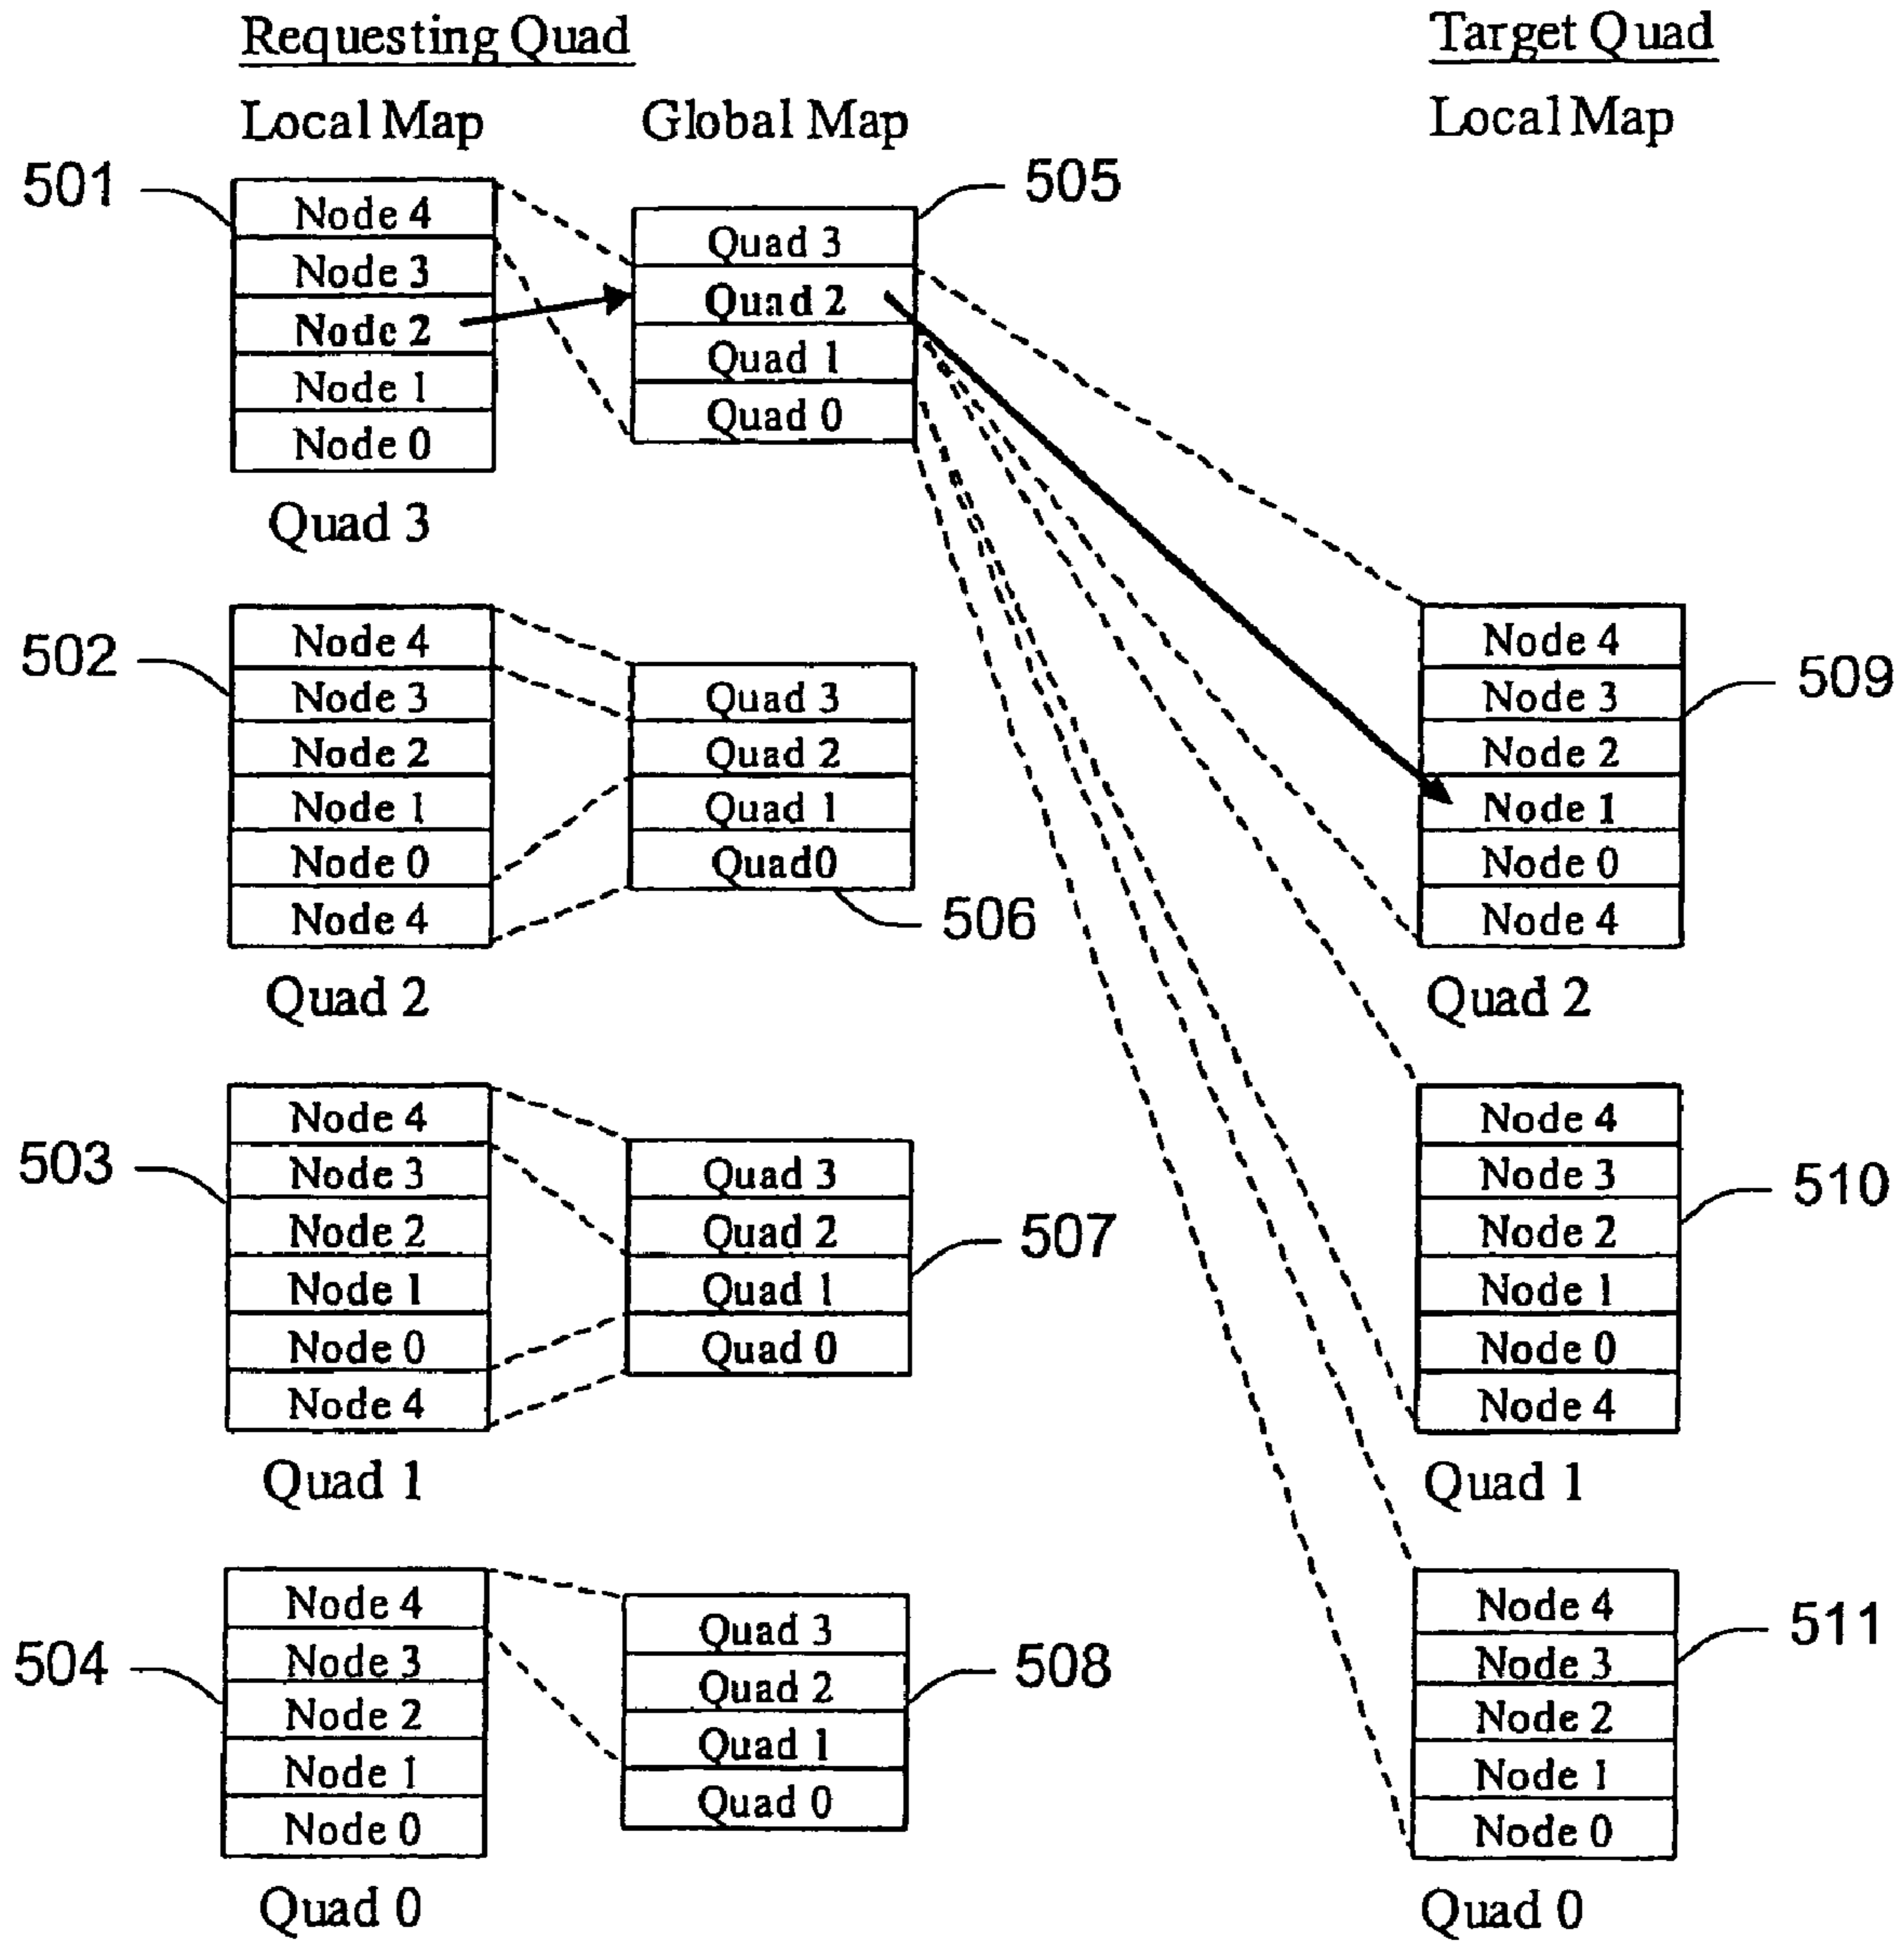 Requesting Quad
Target Quad
Local Map
Global Map
Local Map
501
Node 4
Node 3
Node 2
Node 1
Node 0
Quad 3
505
Quad 3
Quad 2
Quad 1
Quad 0
502
Node 4
Node 3
Node 2
Node 1
Node 0
Node 4
Quad 2
Quad 3
Quad 2
Quad 1
Quad0
506
Node 4
Node 3
Node 2
Node 1
Node 0
Node 4
509
Quad 2
503
Node 4
Node 3
Node 2
Node 1
Node 0
Node 4
Quad 1
Quad 3
Quad 2
Quad 1
Quad 0
507
Node 4
Node 3
Node 2
Node 1
Node 0
Node 4
510
Quad 1
504
Node 4
Node 3
Node 2
Node 1
Node 0
Quad 0
Quad 3
Quad 2
Quad 1
Quad 0
508
Node 4
Node 3
Node 2
Node 1
Node 0
511
Quad 0